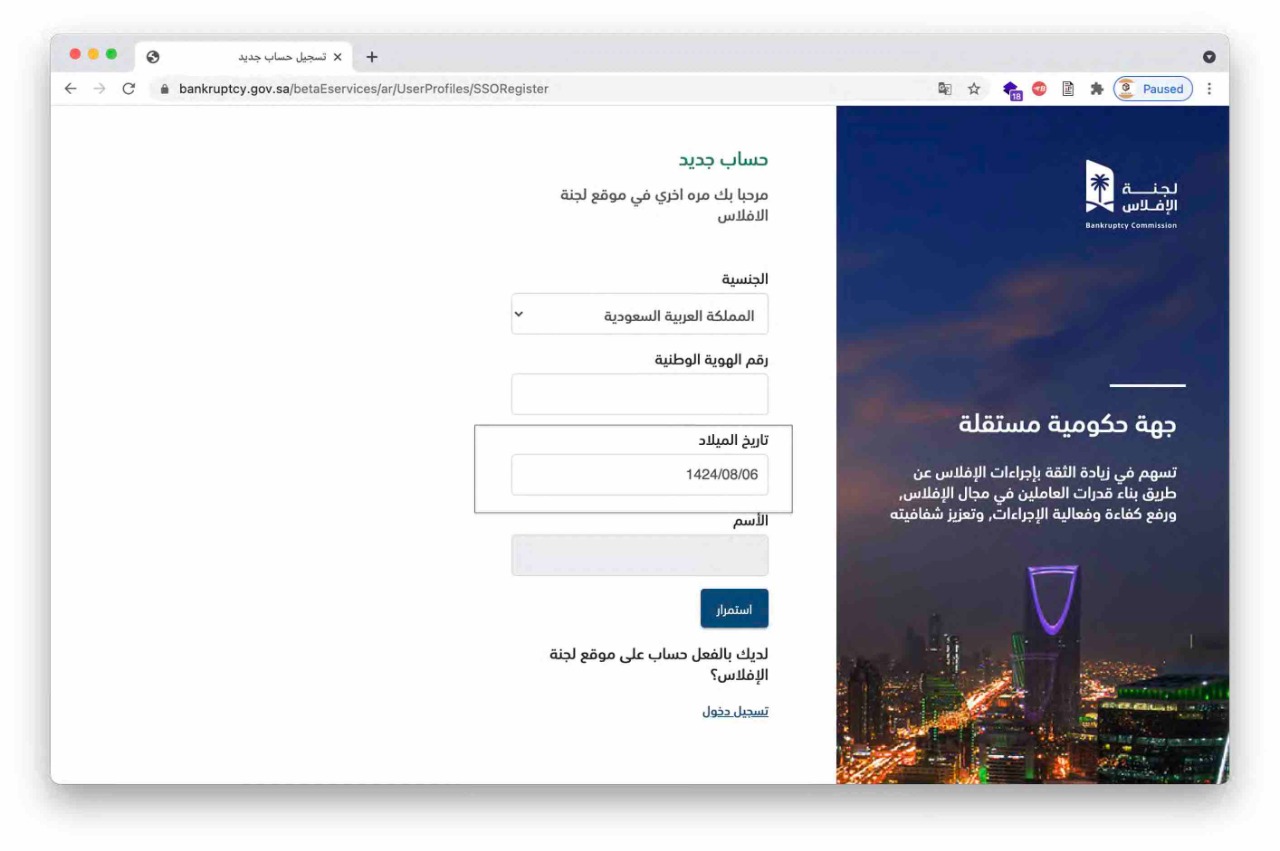 تسجيل حساب جديد
bankruptcy.gov.sa/betaEservices/ar/UserProfiles/SSORegister
18
Paused
لجنــــة
الإفــلاس
Bankruptcy Commission
جهة حكومية مستقلة
تسهم في زيادة الثقة بإجراءات الإفلاس عن
طريق بناء قدرات العاملين في مجال الإفلاس,
ورفع كفاءة وفعالية الإجراءات, وتعزيز شفافيته
حساب جديد
مرحبا بك مره اخري في موقع لجنة
الافلاس
الجنسية
المملكة العربية السعودية
رقم الهوية الوطنية
تاريخ الميلاد
1424/08/06
الأسم
استمرار
لديك بالفعل حساب على موقع لجنة
الإفلاس؟
تسجيل دخول